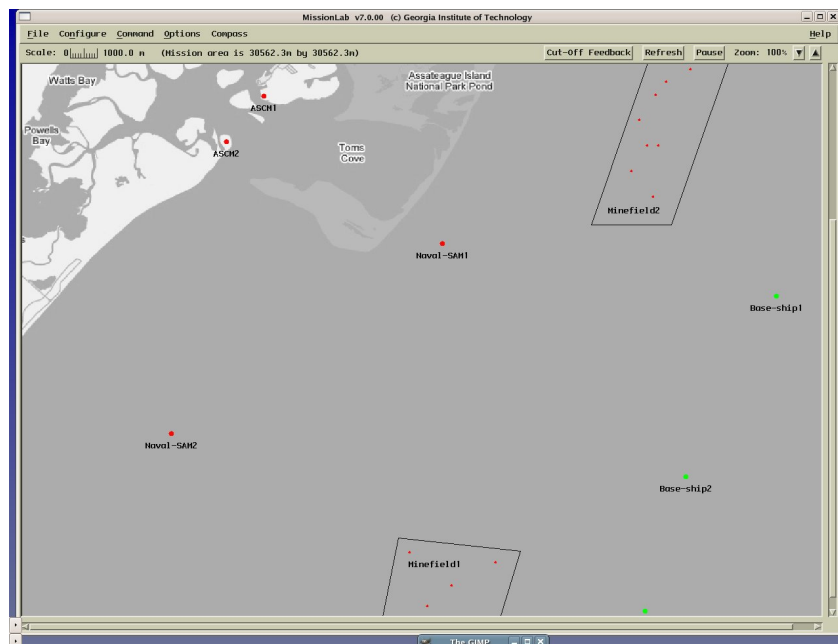 MissionLab v7.0.00 (c) Georgia Institute of Technology
File Configure Command Options Compass Help
Scale: 0 1000.0 m (Mission area is 30562.3m by 30562.3m) Cut-Off Feedback Refresh Pause Zoom: 100%
Watts Bay
Assateague Island
National Park Pond
ASCM1
Powells
Bay
ASCM2
Toms
Cove
Minefield2
Naval-SAM1
Base-ship1
Naval-SAM2
Base-ship2
Minefield1
The GIMP